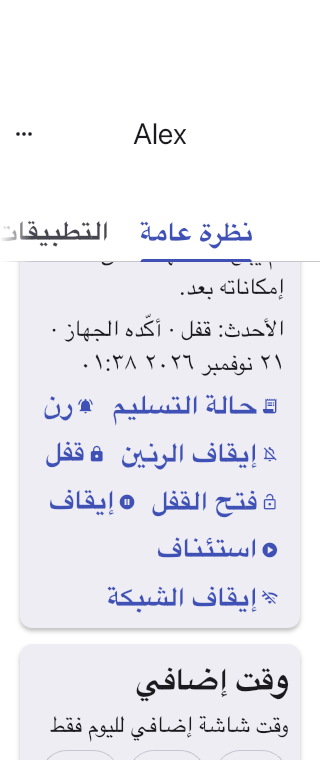 Alex
نظرة عامة التطبيقات
إمكاناته بعد.
الأحدث: قفل · أكّده الجهاز ·
٢١ نوفمبر ٢٠٢٦ ٠١:٣٨
حالة التسليم رن
إيقاف الرنين قفل
فتح القفل إيقاف
استئناف
إيقاف الشبكة
وقت إضافي
وقت شاشة إضافي لليوم فقط